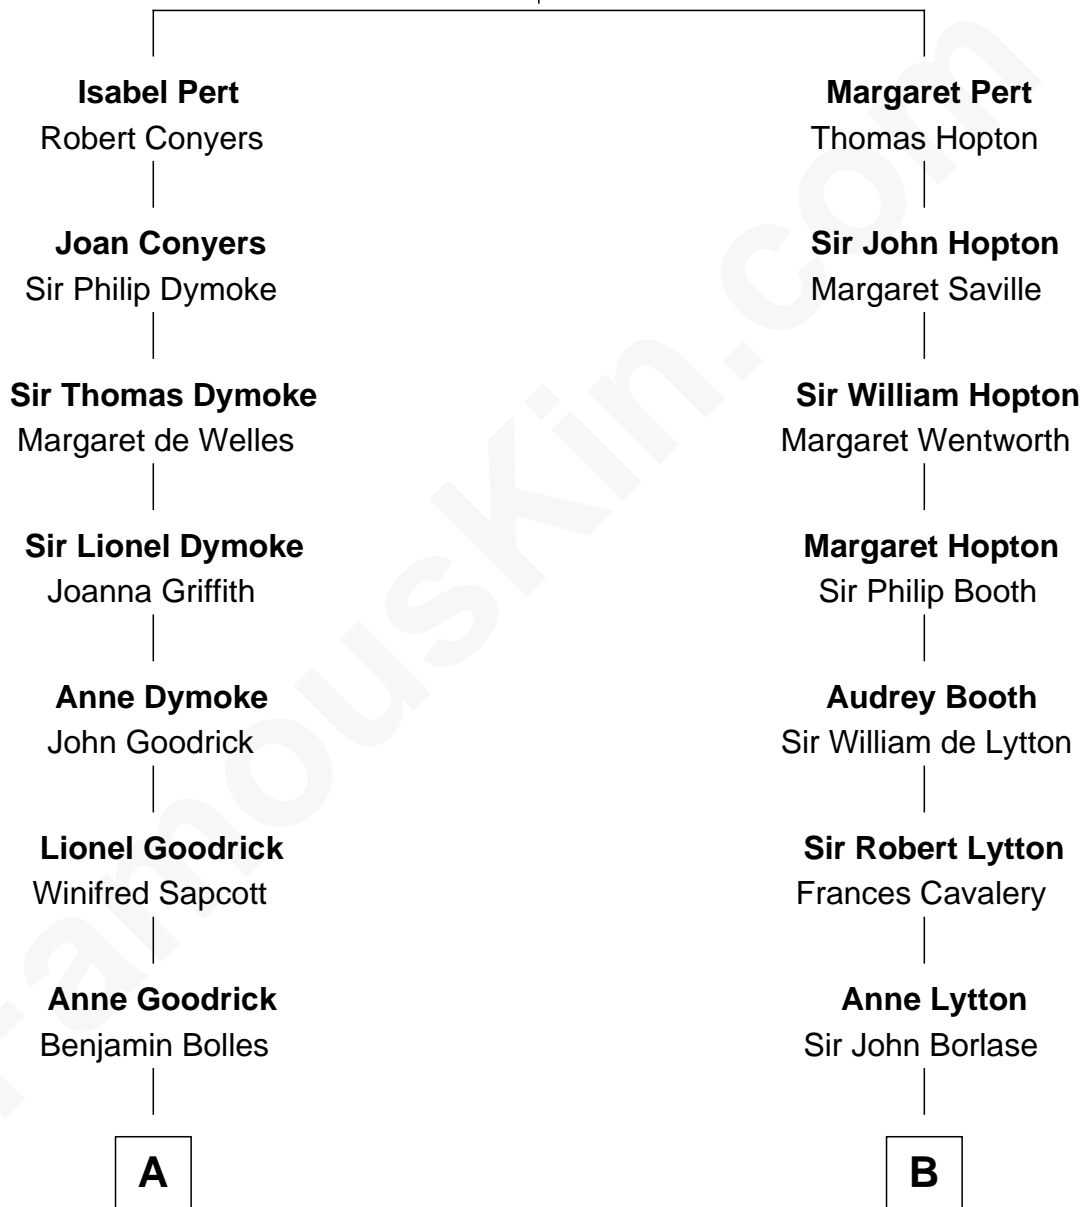 Isabel Pert
Robert Conyers
Joan Conyers
Sir Philip Dymoke
Sir Thomas Dymoke
Margaret de Welles
Sir Lionel Dymoke
Joanna Griffith
Anne Dymoke
John Goodrick
Lionel Goodrick
Winifred Sapcott
Anne Goodrick
Benjamin Bolles
A
Margaret Pert
Thomas Hopton
Sir John Hopton
Margaret Saville
Sir William Hopton
Margaret Wentworth
Margaret Hopton
Sir Philip Booth
Audrey Booth
Sir William de Lytton
Sir Robert Lytton
Frances Cavalery
Anne Lytton
Sir John Borlase
B
FamousKin.com